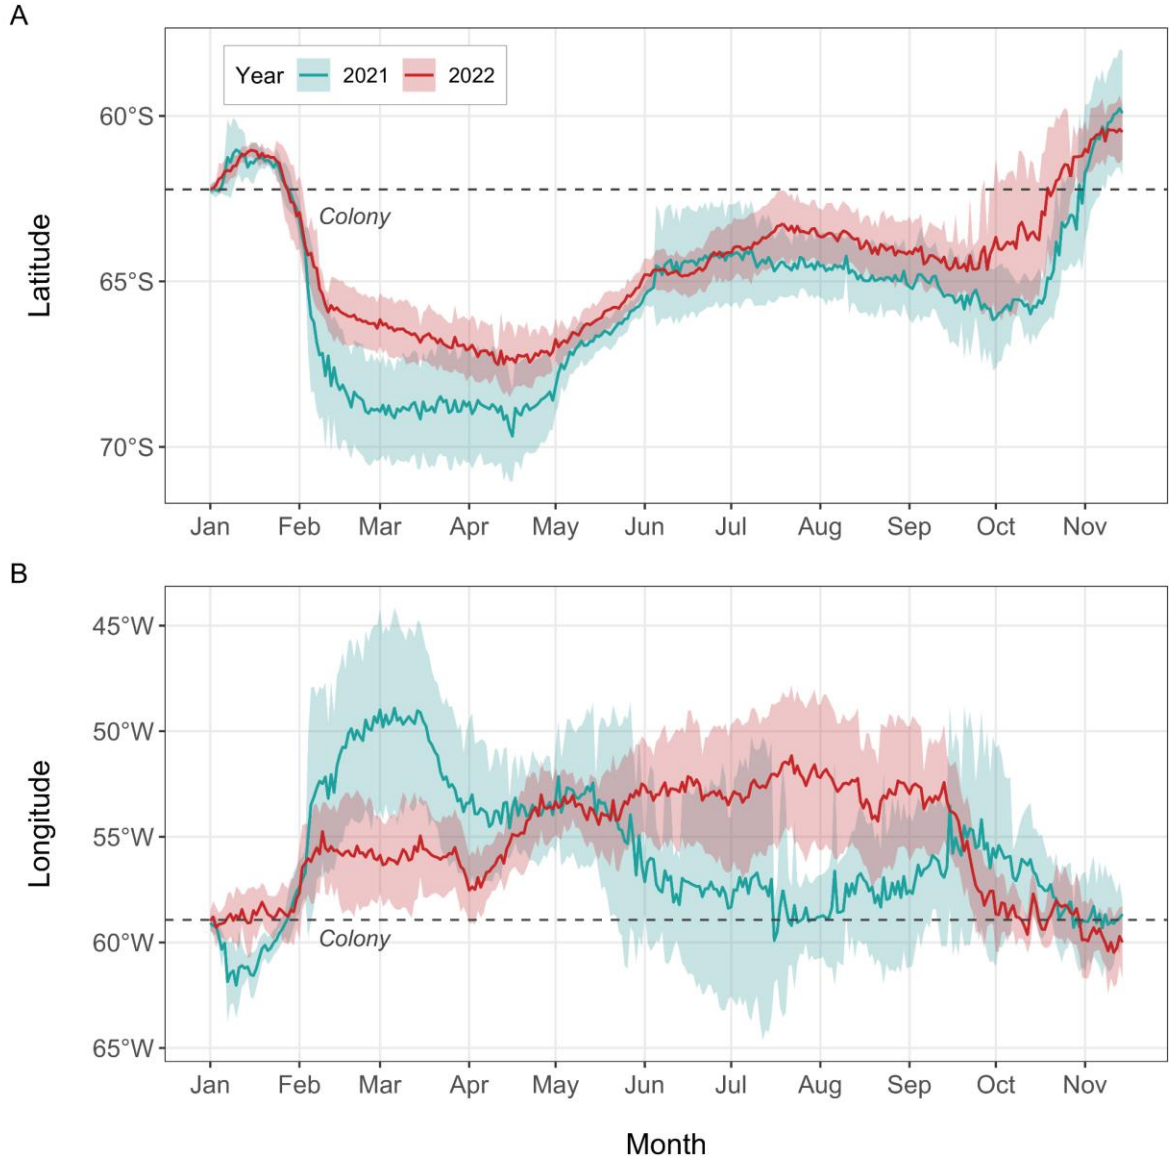 A
Year 2021 2022
60°S
Colony
65°S
70°S
Latitude
Jan Feb Mar Apr May Jun Jul Aug Sep Oct Nov
B
45°W
50°W
55°W
60°W
Colony
65°W
Longitude
Jan Feb Mar Apr May Jun Jul Aug Sep Oct Nov
Month